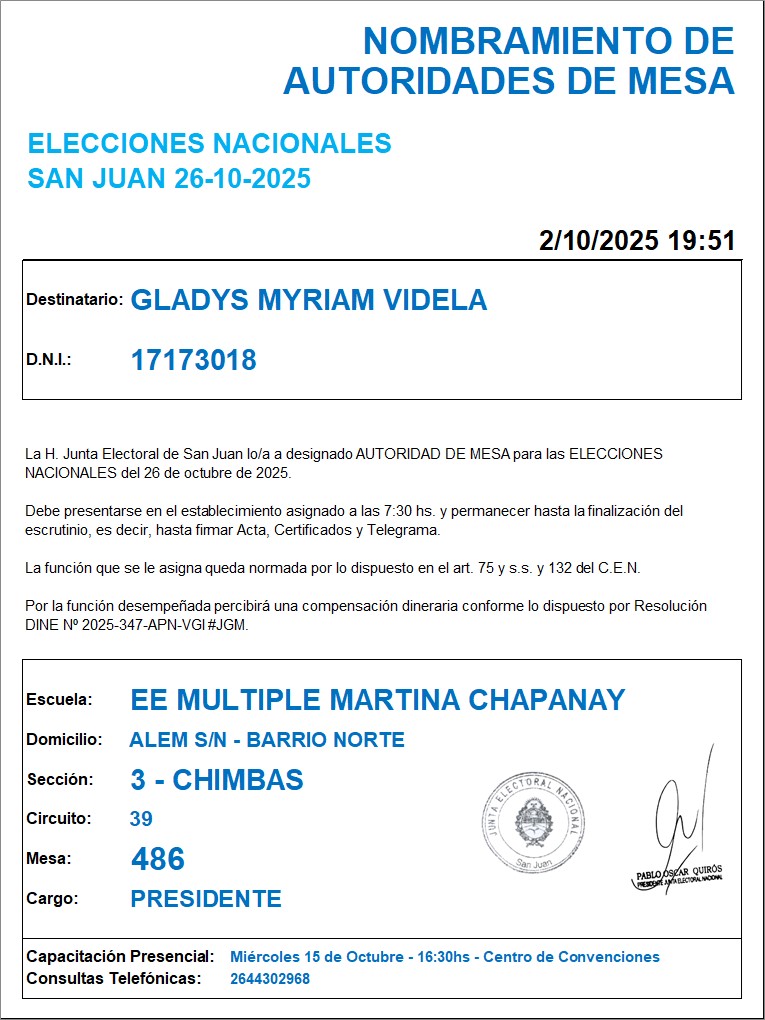 NOMBRAMIENTO DE
AUTORIDADES DE MESA
ELECCIONES NACIONALES
SAN JUAN 26-10-2025
2/10/2025 19:51
Destinatario: GLADYS MYRIAM VIDELA
D.N.I.: 17173018
La H. Junta Electoral de San Juan lo/a a designado AUTORIDAD DE MESA para las ELECCIONES
NACIONALES del 26 de octubre de 2025.
Debe presentarse en el establecimiento asignado a las 7:30 hs. y permanecer hasta la finalización del
escrutinio, es decir, hasta firmar Acta, Certificados y Telegrama.
La función que se le asigna queda normada por lo dispuesto en el art. 75 y s.s. y 132 del C.E.N.
Por la función desempeñada percibirá una compensación dineraria conforme lo dispuesto por Resolución
DINE Nº 2025-347-APN-VGI#JGM.
Escuela: EE MULTIPLE MARTINA CHAPANAY
Domicilio: ALEM S/N - BARRIO NORTE
Sección: 3 - CHIMBAS
Circuito: 39
Mesa: 486
Cargo: PRESIDENTE
JUNTA ELECTORAL NACIONAL
San Juan
PABLO OSCAR QUIRÓS
PRESIDENTE JUNTA ELECTORAL NACIONAL
Capacitación Presencial: Miércoles 15 de Octubre - 16:30hs - Centro de Convenciones
Consultas Telefónicas: 2644302968